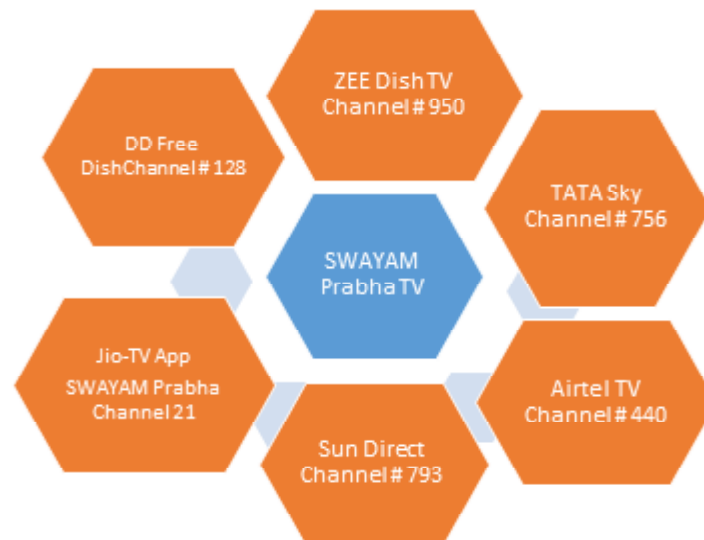 ZEE Dish TV
Channel # 950
DD Free
DishChannel # 128
TATA Sky
Channel # 756
SWAYAM
Prabha TV
Jio-TV App
SWAYAM Prabha
Channel 21
Airtel TV
Channel # 440
Sun Direct
Channel # 793